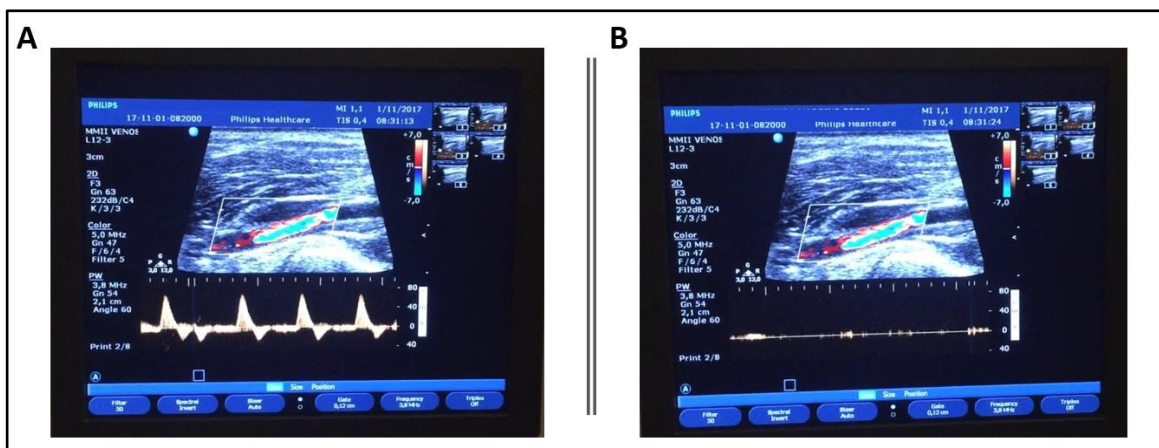 A
PHILIPS
MI 1,1 1/11/2017
17-11-01-082000 Philips Healthcare TIS 0,4 08:31:13
MMII VENOS
L12-3
3cm
2D
F3
Gn 63
232dB/C4
K/3/3
Color
5,0 MHz
Gn 47
F/6/4
Filter 5
PW
3,8 MHz
Gn 54
2,1 cm
Angle 60
Print 2/8
+7,0
cm/s
-7,0
G
P R
3,0 12,0
80
40
40
A
Size Position
Filter
50
Spectral
Invert
Steer
Auto
Gate
0,12 cm
Frequency
3,8 MHz
Triplex
Off
B
PHILIPS
MI 1,1 1/11/2017
17-11-01-082000 Philips Healthcare TIS 0,4 08:31:24
MMII VENOS
L12-3
3cm
2D
F3
Gn 63
232dB/C4
K/3/3
Color
5,0 MHz
Gn 47
F/6/4
Filter 5
PW
3,8 MHz
Gn 54
2,1 cm
Angle 60
Print 2/8
+7,0
cm/s
-7,0
G
P R
3,0 12,0
80
40
40
A
Size Position
Filter
50
Spectral
Invert
Steer
Auto
Gate
0,12 cm
Frequency
3,8 MHz
Triplex
Off